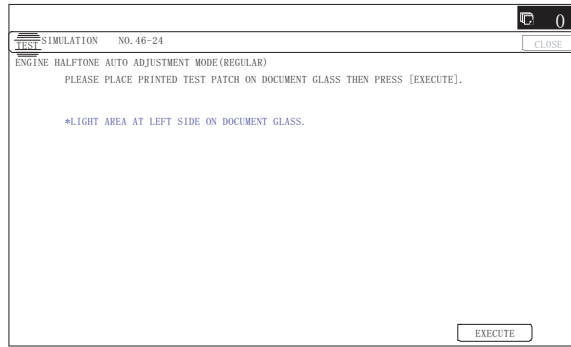 0
TEST SIMULATION NO.46-24
CLOSE
ENGINE HALFTONE AUTO ADJUSTMENT MODE(REGULAR)
PLEASE PLACE PRINTED TEST PATCH ON DOCUMENT GLASS THEN PRESS [EXECUTE].
*LIGHT AREA AT LEFT SIDE ON DOCUMENT GLASS.
EXECUTE